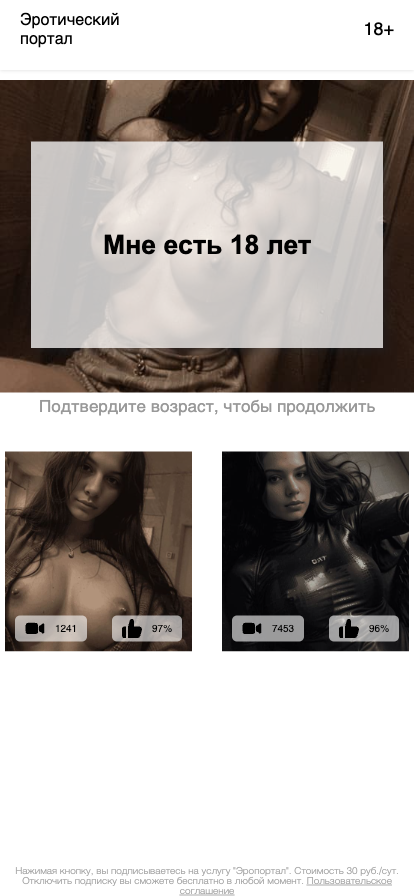 Эротический
портал
18+
Мне есть 18 лет
Подтвердите возраст, чтобы продолжить
1241
97%
7453
96%
Нажимая кнопку, вы подписываетесь на услугу "Эропортал". Стоимость 30 руб./сут.
Отключить подписку вы сможете бесплатно в любой момент. Пользовательское
соглашение